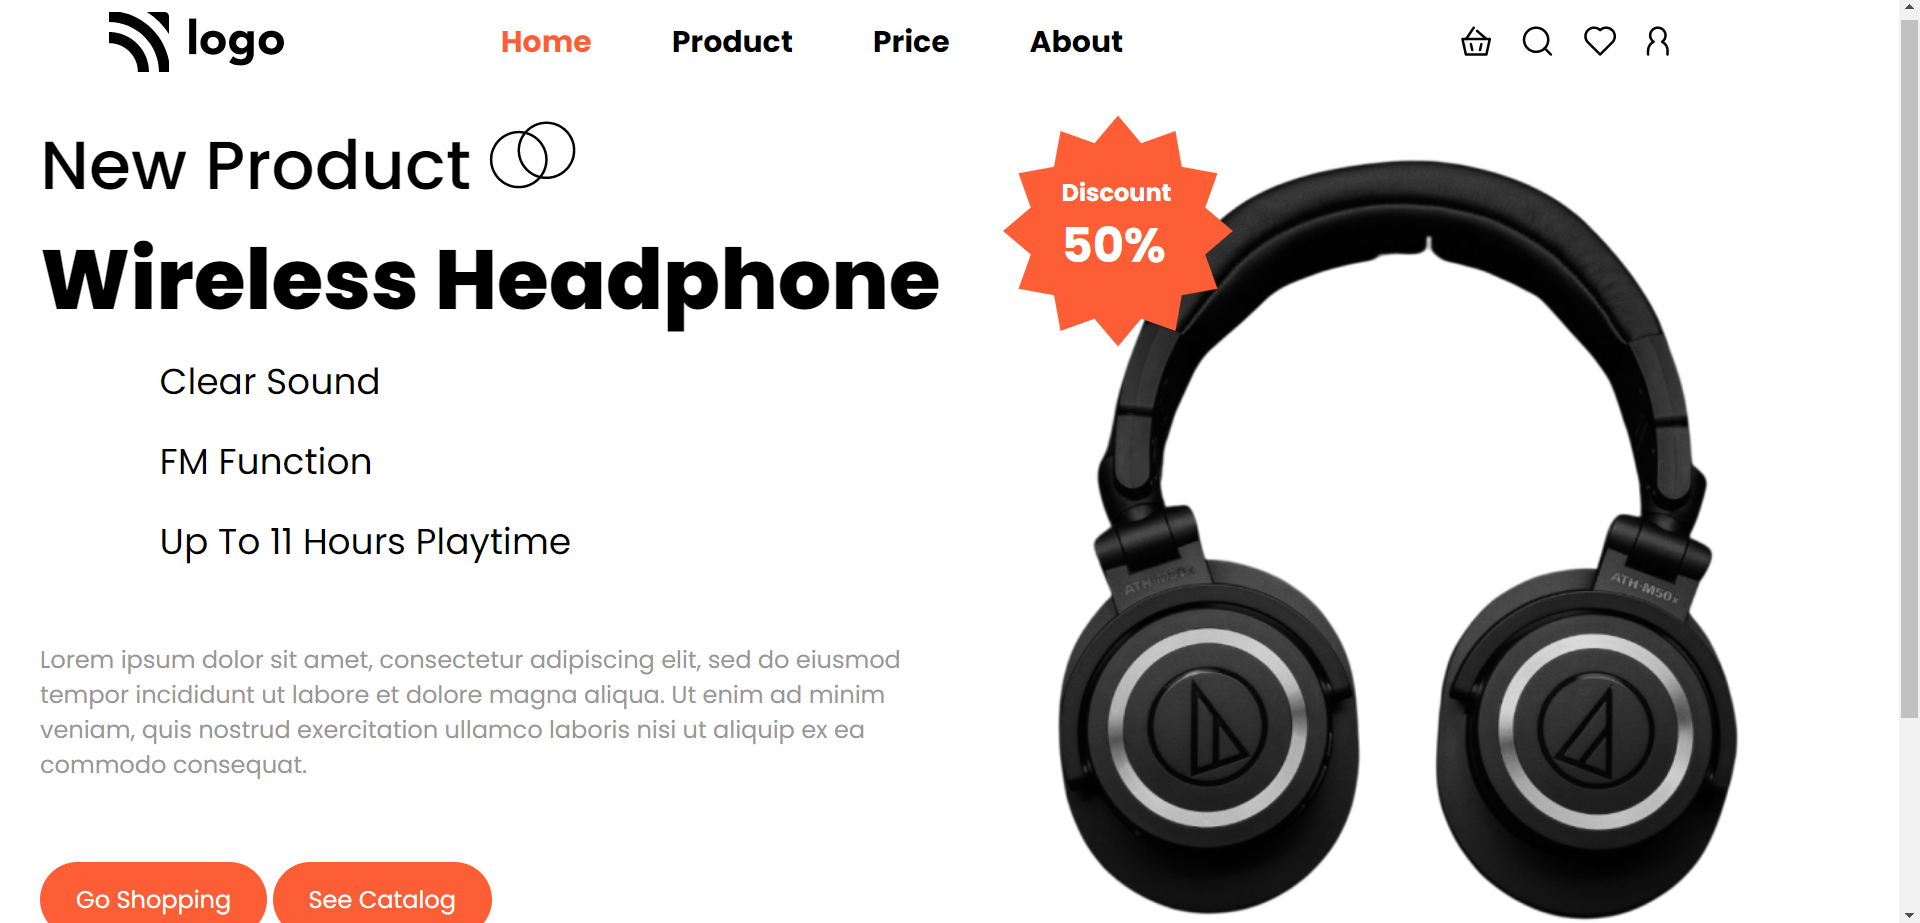 logo
Home Product Price About
New Product
Wireless Headphone
Discount
50%
Clear Sound
FM Function
Up To 11 Hours Playtime
ATH-M50x
ATH-M50x
Lorem ipsum dolor sit amet, consectetur adipiscing elit, sed do eiusmod
tempor incididunt ut labore et dolore magna aliqua. Ut enim ad minim
veniam, quis nostrud exercitation ullamco laboris nisi ut aliquip ex ea
commodo consequat.
Go Shopping See Catalog